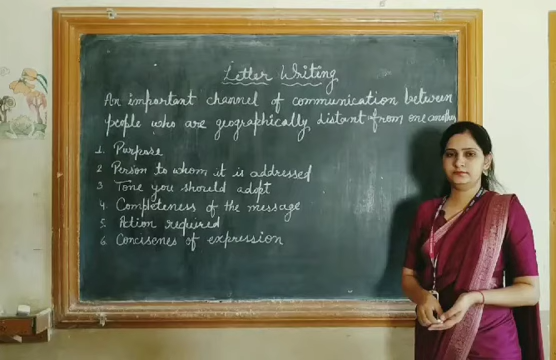 Letter Writing
An important channel of communication between
people who are geographically distant from one another
1. Purpose
2 Person to whom it is addressed
3 Tone you should adopt
4. Completeness of the message
5. Action required
6 Concisenes of expression